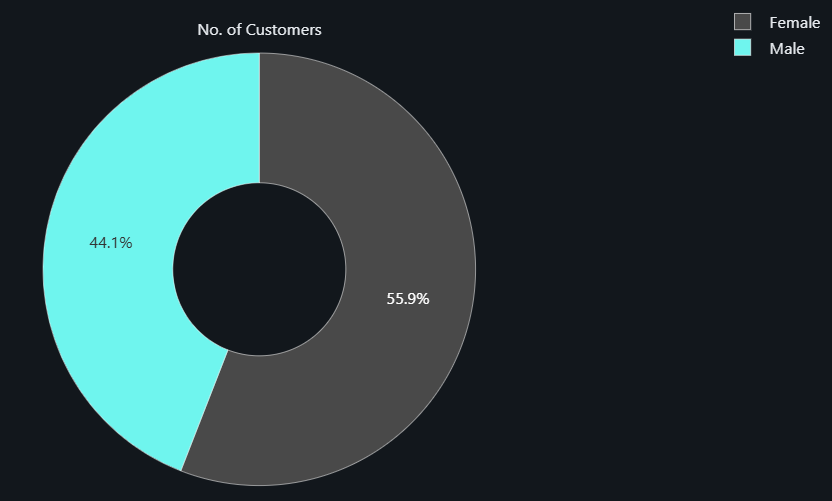 No. of Customers
Female
Male
44.1%
55.9%